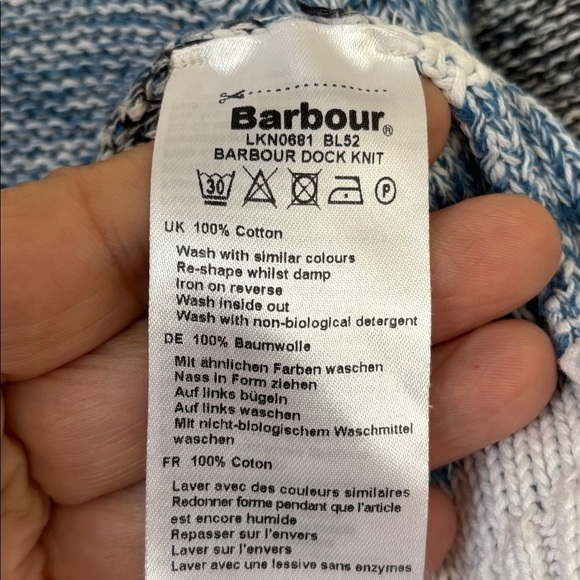 Barbour®
LKN0681 BL52
BARBOUR DOCK KNIT
30 P
UK 100% Cotton
Wash with similar colours
Re-shape whilst damp
Iron on reverse
Wash inside out
Wash with non-biological detergent
DE 100% Baumwolle
Mit ähnlichen Farben waschen
Nass in Form ziehen
Auf links bügeln
Auf links waschen
Mit nicht-biologischem Waschmittel
waschen
FR 100% Coton
Laver avec des couleurs similaires
Redonner forme pendant que l'article
est encore humide
Repasser sur l'envers
Laver sur l'envers
Laver avec une lessive sans enzymes